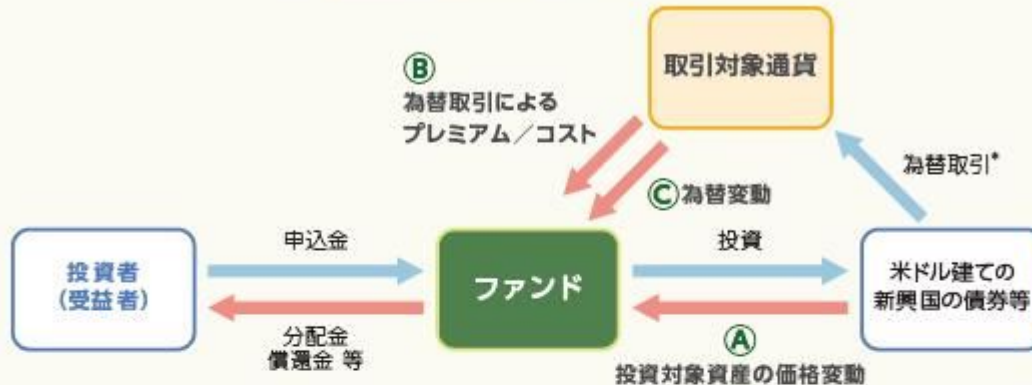 取引対象通貨
Ⓑ
為替取引による
プレミアム／コスト
為替取引*
Ⓒ為替変動
申込金
投資
投資者
(受益者)
ファンド
米ドル建ての
新興国の債券等
分配金
償還金 等
Ⓐ
投資対象資産の価格変動